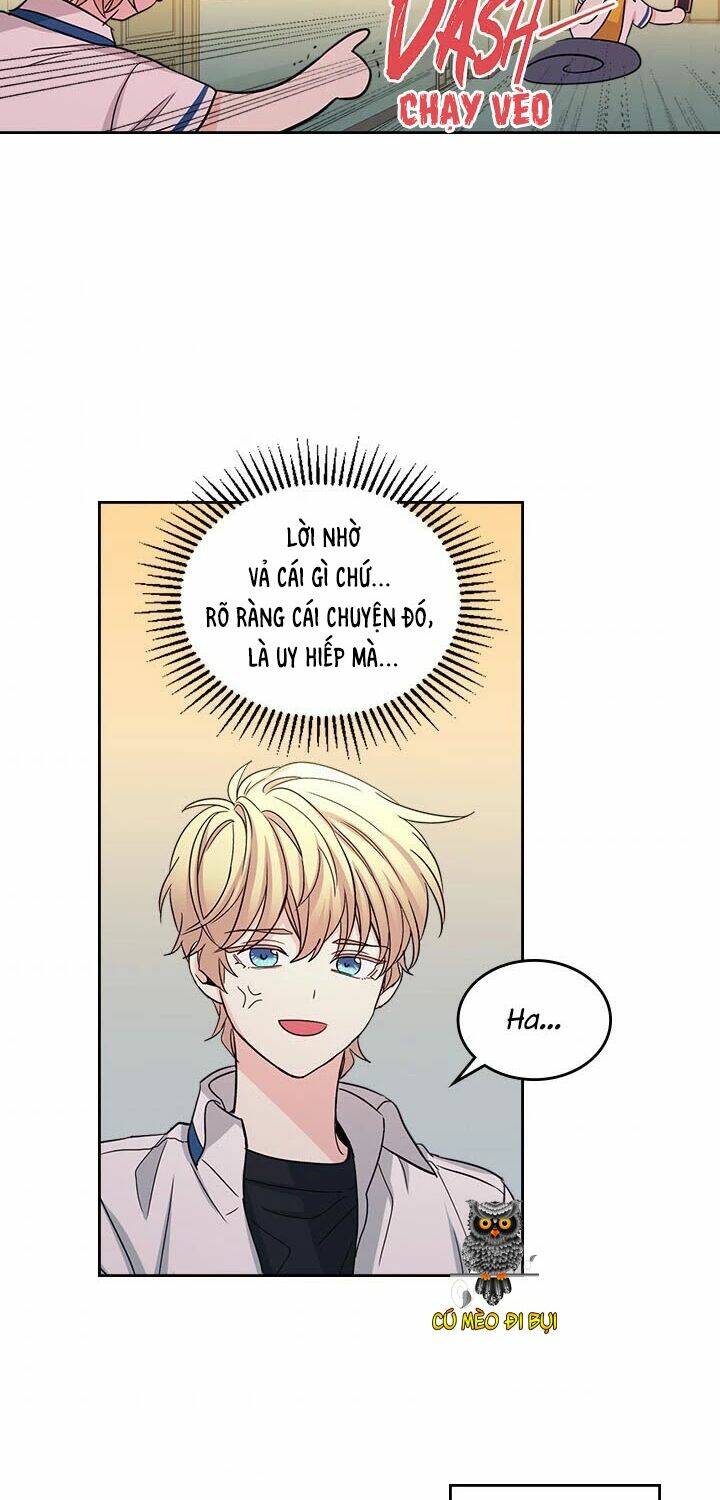 DASH
CHẠY VÈO
LỜI NHỜ
VẢ CÁI GÌ CHỨ...
RÕ RÀNG CÁI CHUYỆN ĐÓ,
LÀ UY HIẾP MÀ...
Ha...
CÚ MÈO ĐI BỤI